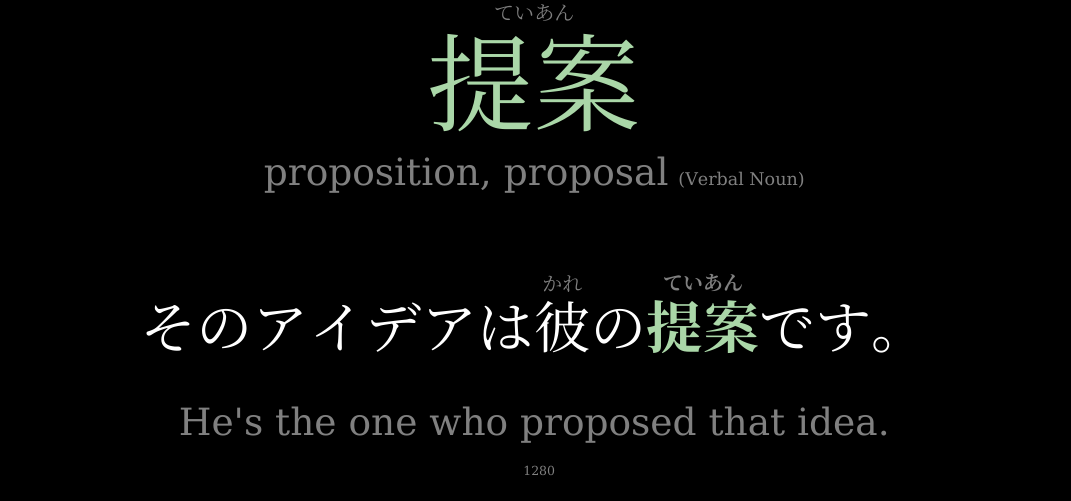 ていあん
提案
proposition, proposal (Verbal Noun)
かれ ていあん
そのアイデアは彼の提案です。
He's the one who proposed that idea.
1280